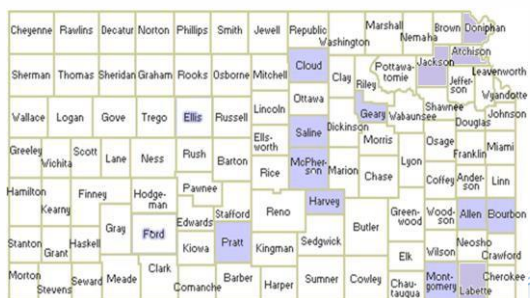 Cheyenne Rawlins Decatur Norton Phillips Smith Jewell Republic Washington Marshall Nemaha Brown Doniphan
Sherman Thomas Sheridan Graham Rooks Osborne Mitchell Cloud Clay Riley Pottawa-
tomie Jackson Atchison
Jeffer-
son Leavenworth
Wyandotte
Wallace Logan Gove Trego Ellis Russell Lincoln Ottawa Geary Wabaunsee Shawnee Douglas Johnson
Ells-
worth Saline Dickinson Morris Osage Franklin Miami
Greeley Wichita Scott Lane Ness Rush Barton Rice McPher-
son Marion Chase Lyon Coffey Ander-
son Linn
Hamilton Kearny Finney Hodge-
man Pawnee Stafford Reno Harvey Butler Green-
wood Wood-
son Allen Bourbon
Stanton Grant Haskell Gray Ford Edwards Kiowa Pratt Kingman Sedgwick Elk Wilson Neosho Crawford
Morton Stevens Seward Meade Clark Comanche Barber Harper Sumner Cowley Chau-
tauqua Mont-
gomery Labette Cherokee